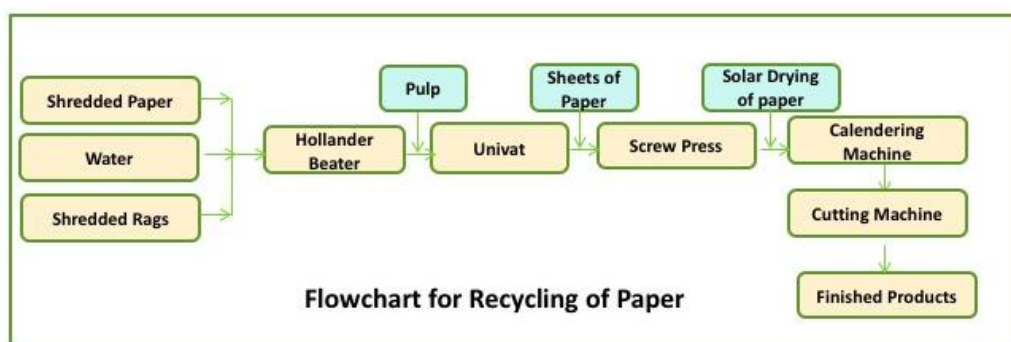 Shredded Paper
Water
Shredded Rags
Hollander
Beater
Pulp
Univat
Sheets of
Paper
Screw Press
Solar Drying
of paper
Calendering
Machine
Cutting Machine
Finished Products
Flowchart for Recycling of Paper